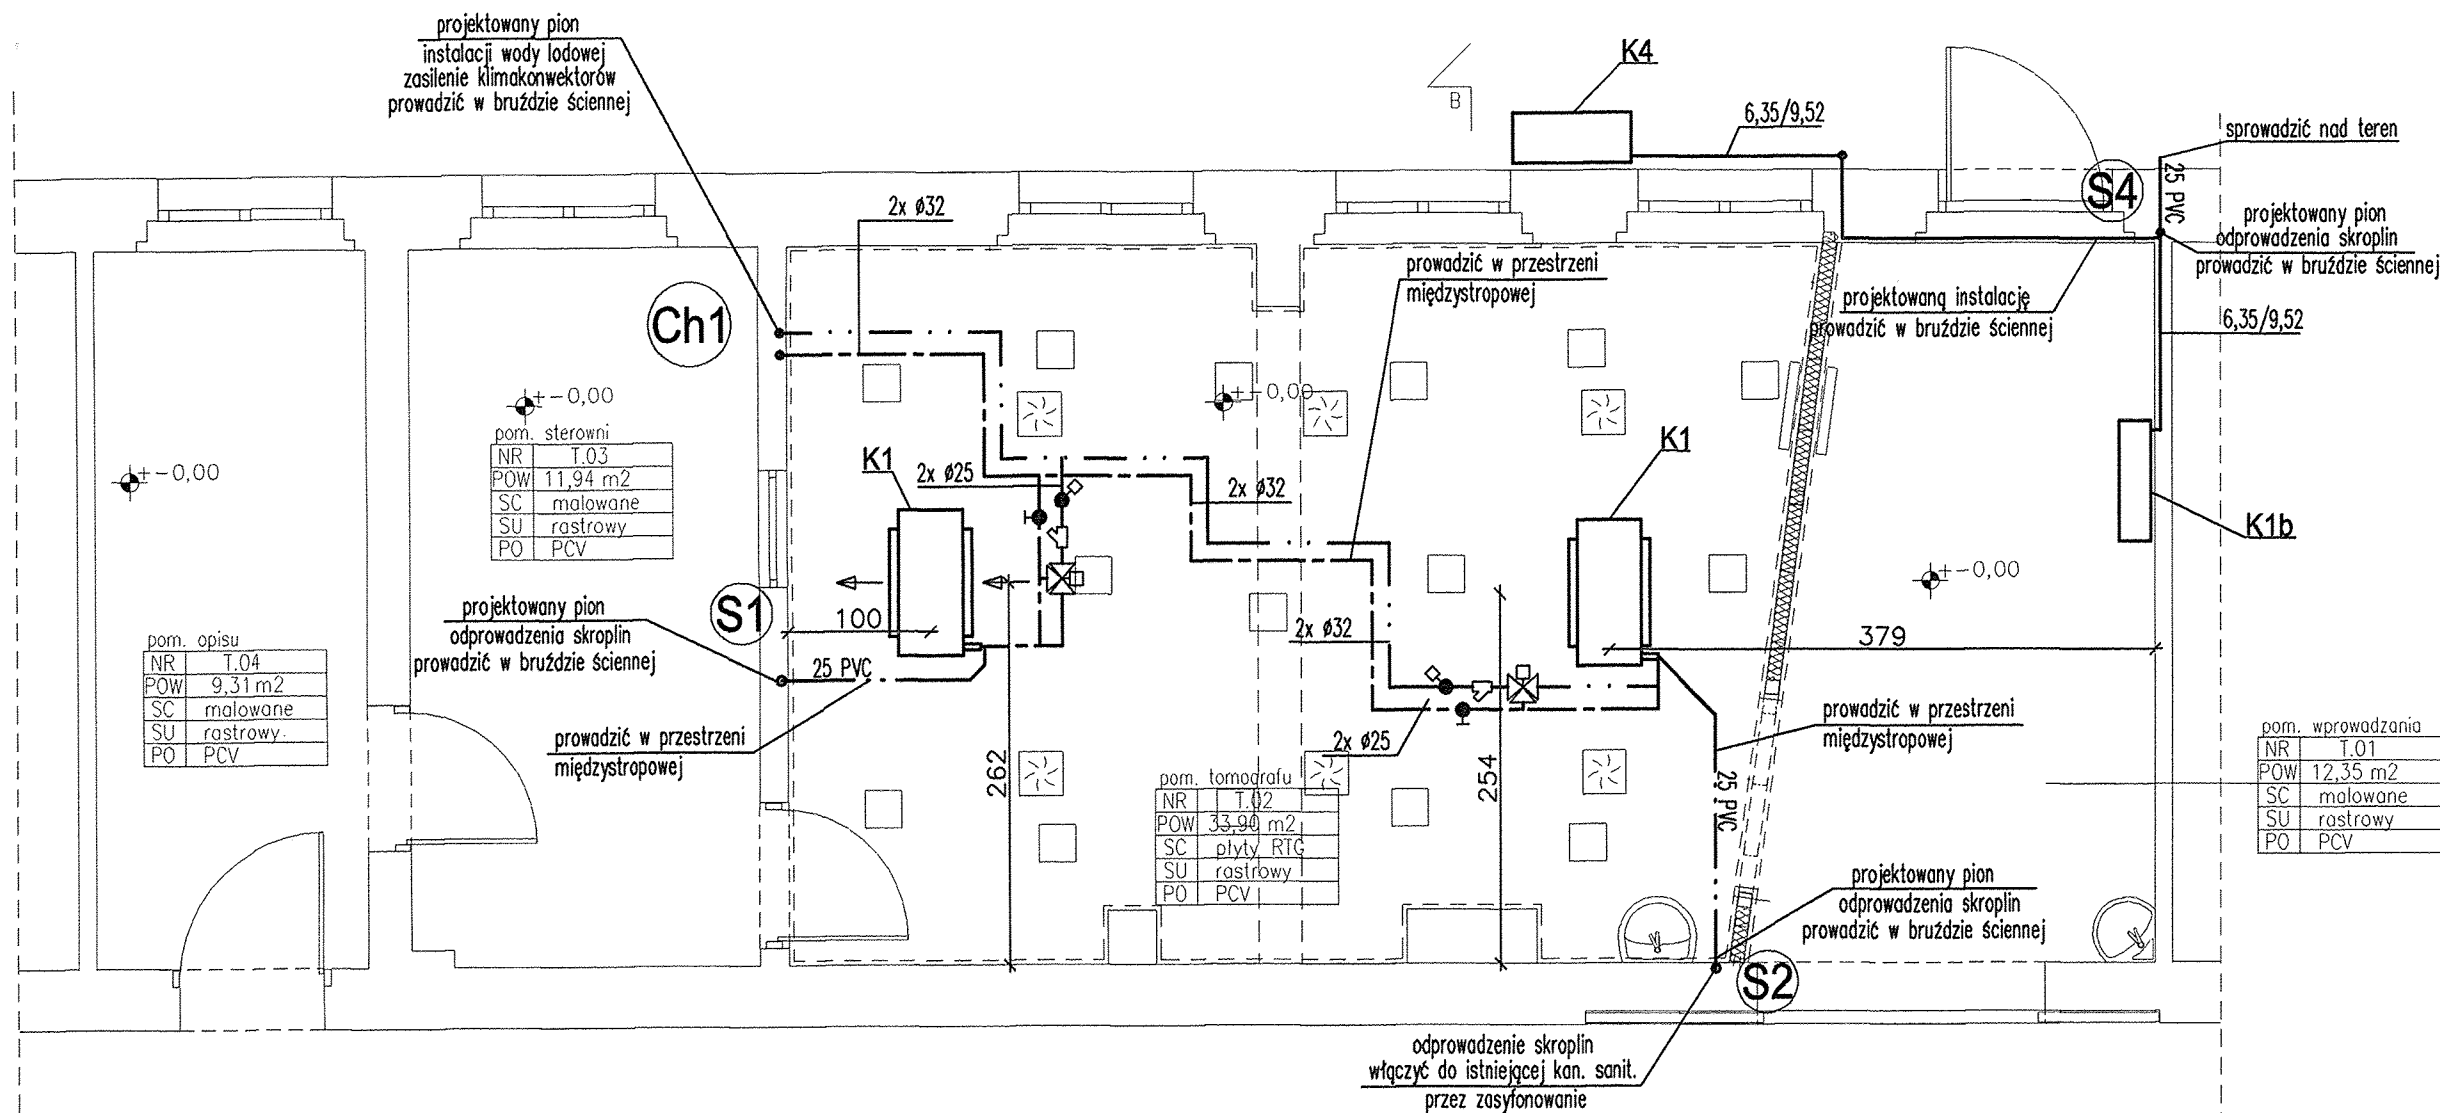 projektowany pion
instalacji wody lodowej
zasilenie klimakonwektorów
prowadzić w bruździe ściennej
K4
B
6,35/9,52
sprowadzić nad teren
25 PVC
S4
projektowany pion
odprowadzenia skroplin
prowadzić w bruździe ściennej
2x ø32
prowadzić w przestrzeni
międzystropowej
projektowaną instalację
prowadzić w bruździe ściennej
6,35/9,52
Ch1
+-0,00
+-0,00
+-0,00
+-0,00
pom. sterowni
NR T.03
POW 11,94 m2
SC malowane
SU rastrowy
PO PCV
K1
2x ø25
2x ø32
K1
K1b
projektowany pion
odprowadzenia skroplin
prowadzić w bruździe ściennej
S1
100
25 PVC
2x ø32
379
pom. opisu
NR T.04
POW 9,31 m2
SC malowane
SU rastrowy
PO PCV
prowadzić w przestrzeni
międzystropowej
262
2x ø25
254
25 PVC
prowadzić w przestrzeni
międzystropowej
pom. tomografu
NR T.02
POW 33,90 m2
SC płyty RTG
SU rastrowy
PO PCV
pom. wprowadzania
NR T.01
POW 12,35 m2
SC malowane
SU rastrowy
PO PCV
projektowany pion
odprowadzenia skroplin
prowadzić w bruździe ściennej
S2
odprowadzenie skroplin
włączyć do istniejącej kan. sanit.
przez zasyfonowanie